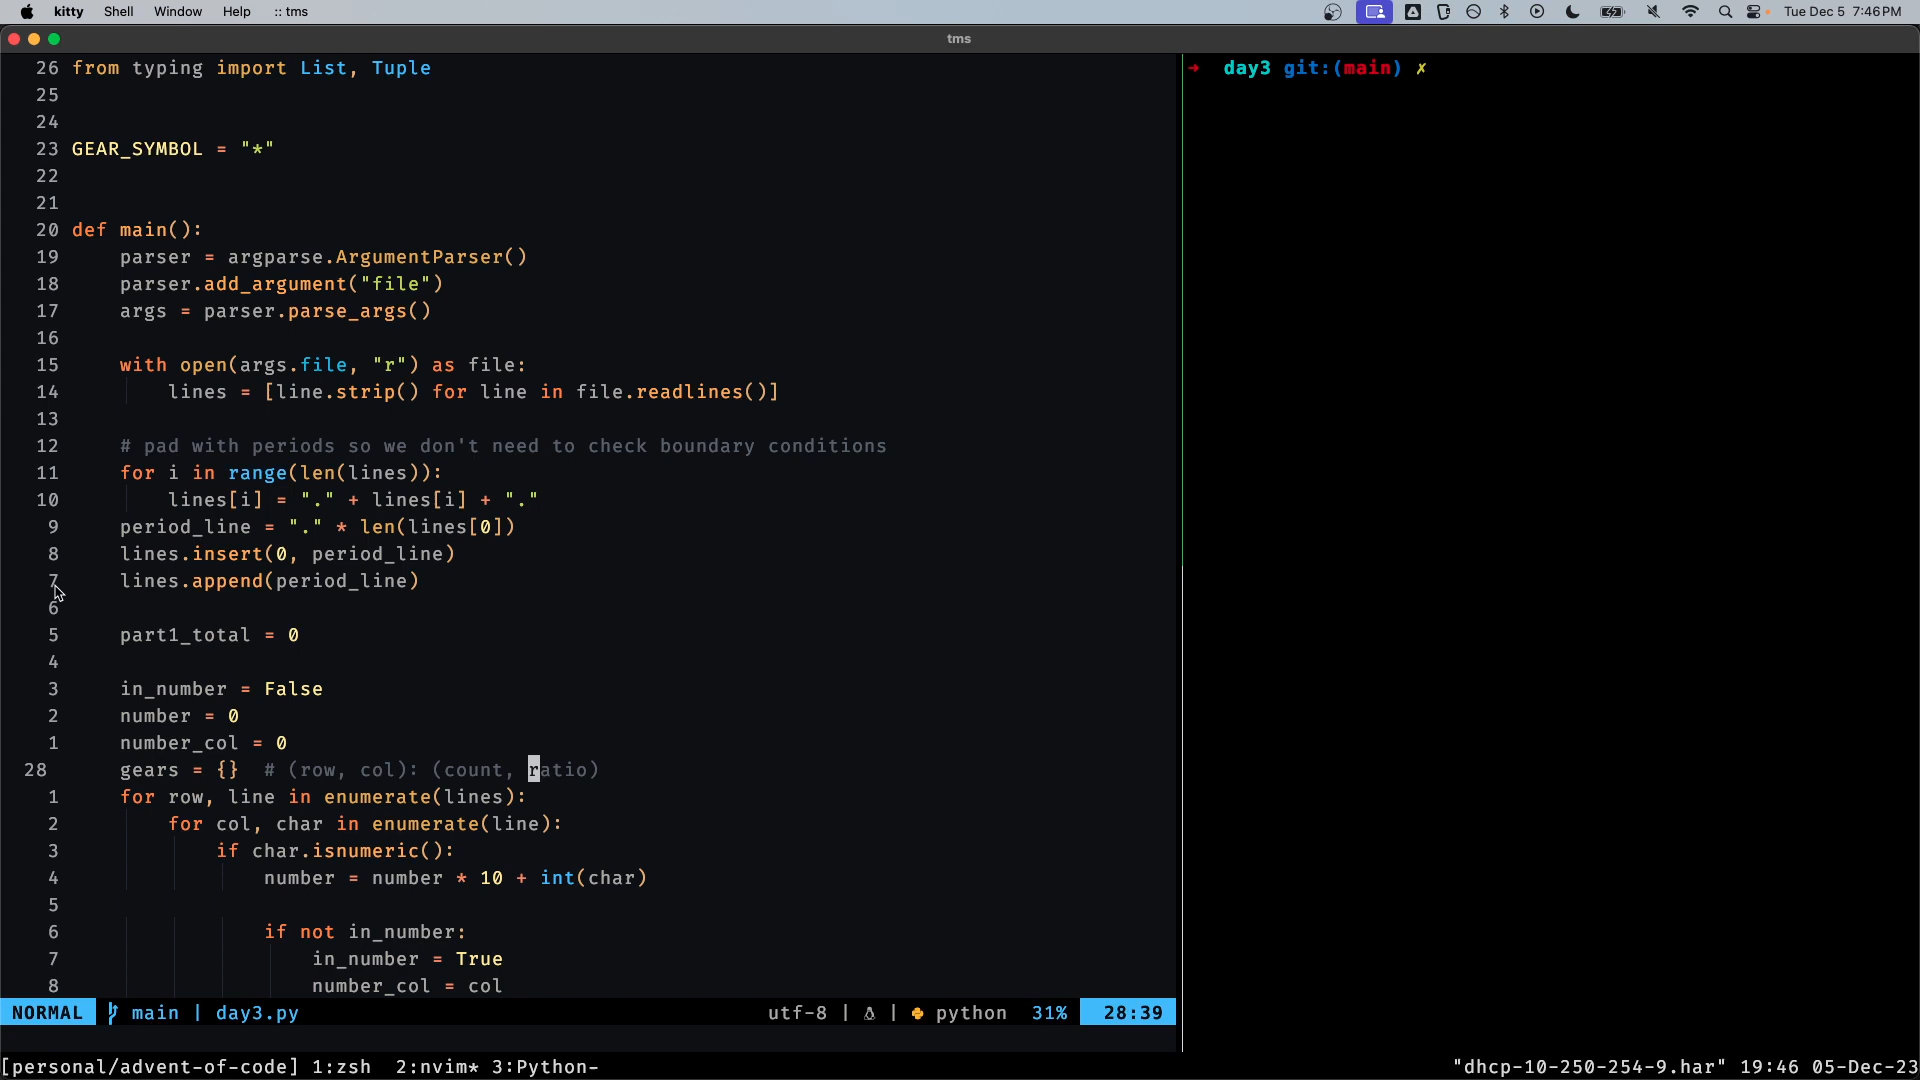 kitty Shell Window Help :: tms Tue Dec 5 7:46 PM
tms
26 from typing import List, Tuple
25
24
23 GEAR_SYMBOL = "*"
22
21
20 def main():
19 parser = argparse.ArgumentParser()
18 parser.add_argument("file")
17 args = parser.parse_args()
16
15 with open(args.file, "r") as file:
14 lines = [line.strip() for line in file.readlines()]
13
12 # pad with periods so we don't need to check boundary conditions
11 for i in range(len(lines)):
10 lines[i] = "." + lines[i] + "."
9 period_line = "." * len(lines[0])
8 lines.insert(0, period_line)
7 lines.append(period_line)
6
5 part1_total = 0
4
3 in_number = False
2 number = 0
1 number_col = 0
28 gears = {} # (row, col): (count, ratio)
1 for row, line in enumerate(lines):
2 for col, char in enumerate(line):
3 if char.isnumeric():
4 number = number * 10 + int(char)
5
6 if not in_number:
7 in_number = True
8 number_col = col
NORMAL main | day3.py utf-8 | | python 31% 28:39
➜ day3 git:(main) ✗
[personal/advent-of-code] 1:zsh 2:nvim* 3:Python- "dhcp-10-250-254-9.har" 19:46 05-Dec-23